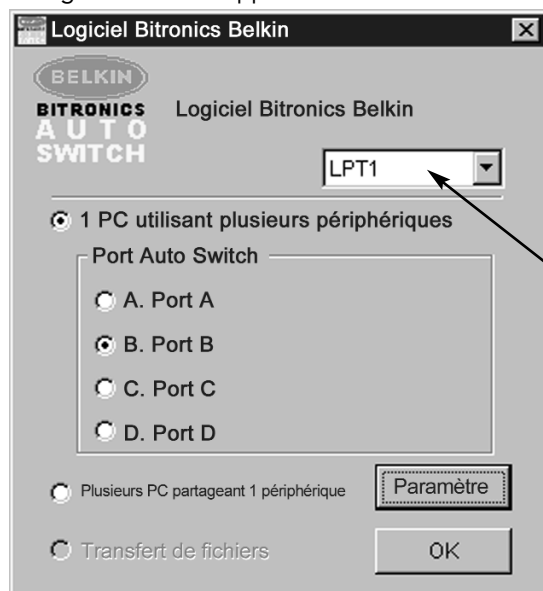 Logiciel Bitronics Belkin
BELKIN
BITRONICS
AUTO
SWITCH
Logiciel Bitronics Belkin
LPT1
1 PC utilisant plusieurs périphériques
Port Auto Switch
A. Port A
B. Port B
C. Port C
D. Port D
Plusieurs PC partageant 1 périphérique
Paramètre
Transfert de fichiers
OK